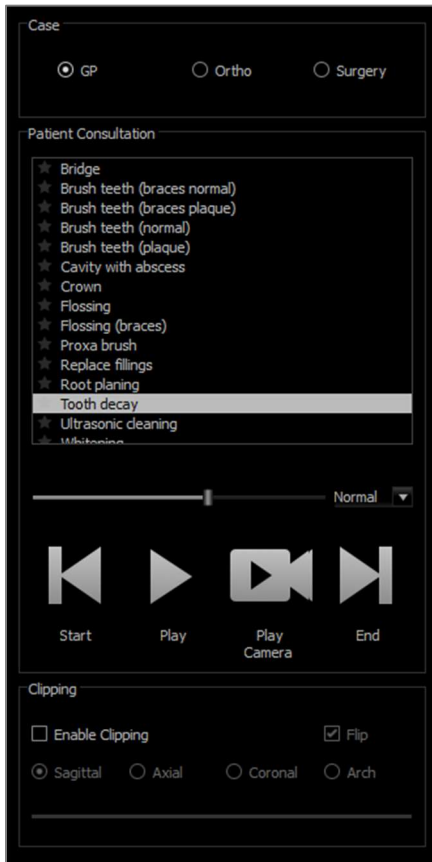 Case
GP Ortho Surgery
Patient Consultation
Bridge
Brush teeth (braces normal)
Brush teeth (braces plaque)
Brush teeth (normal)
Brush teeth (plaque)
Cavity with abscess
Crown
Flossing
Flossing (braces)
Proxa brush
Replace fillings
Root planing
Tooth decay
Ultrasonic cleaning
Whitening
Normal
Start Play Play Camera End
Clipping
Enable Clipping Flip
Sagittal Axial Coronal Arch